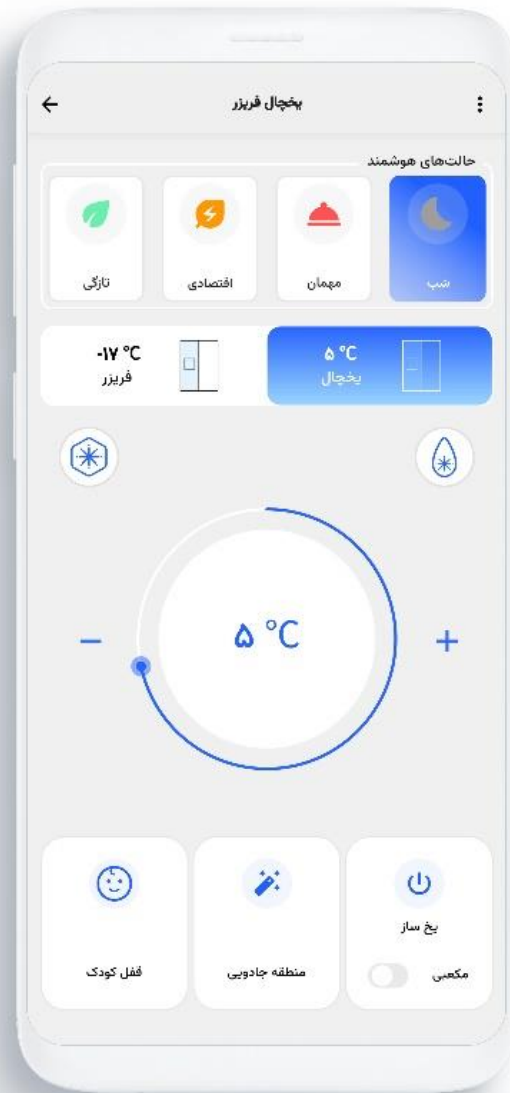 یخچال فریزر
حالت‌های هوشمند
شب
مهمان
اقتصادی
تازگی
۵ °C
یخچال
-۱۷ °C
فریزر
۵ °C
یخ ساز
مکعبی
منطقه جادویی
قفل کودک